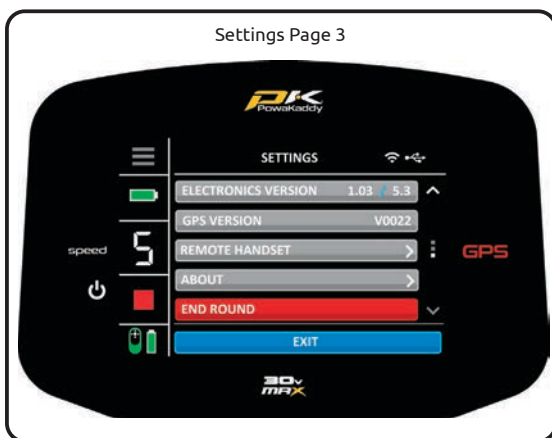 Settings Page 3
PK
PowaKaddy
SETTINGS
ELECTRONICS VERSION 1.03 / 5.3
GPS VERSION V0022
speed 5 REMOTE HANDSET GPS
ABOUT
END ROUND
EXIT
30V
MAX